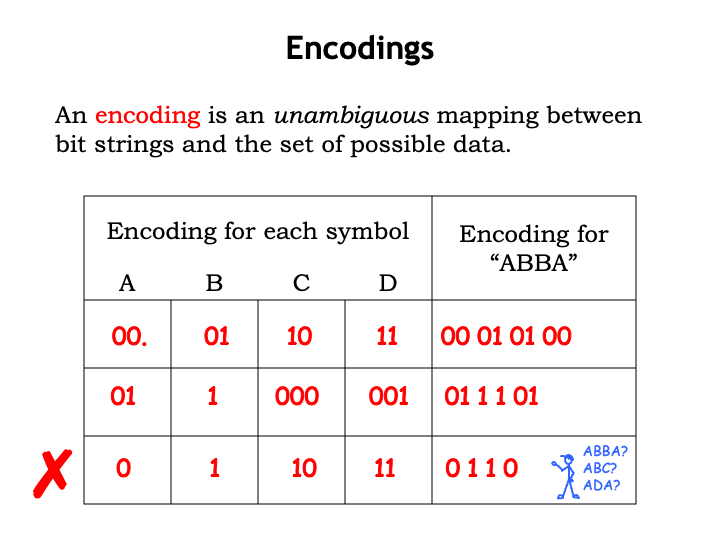 Encodings
An encoding is an unambiguous mapping between
bit strings and the set of possible data.
Encoding for each symbol
Encoding for
“ABBA”
A B C D
00. 01 10 11 00 01 01 00
01 1 000 001 01 1 1 01
✗ 0 1 10 11 0 1 1 0
ABBA?
ABC?
ADA?